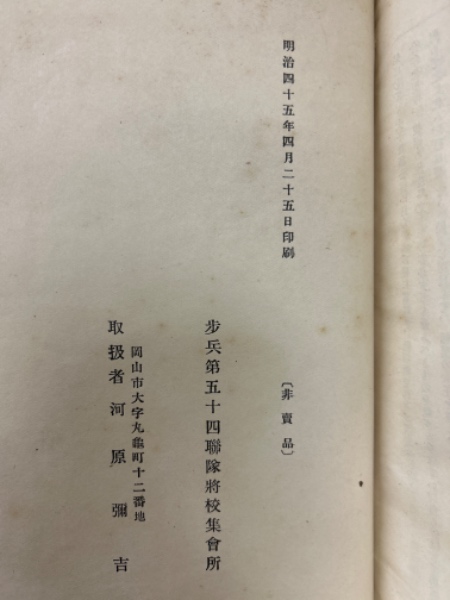 明治四十五年四月二十五日印刷
〔非賣品〕
步兵第五十四聯隊將校集會所
岡山市大字丸龜町十二番地
取扱者河原彌吉